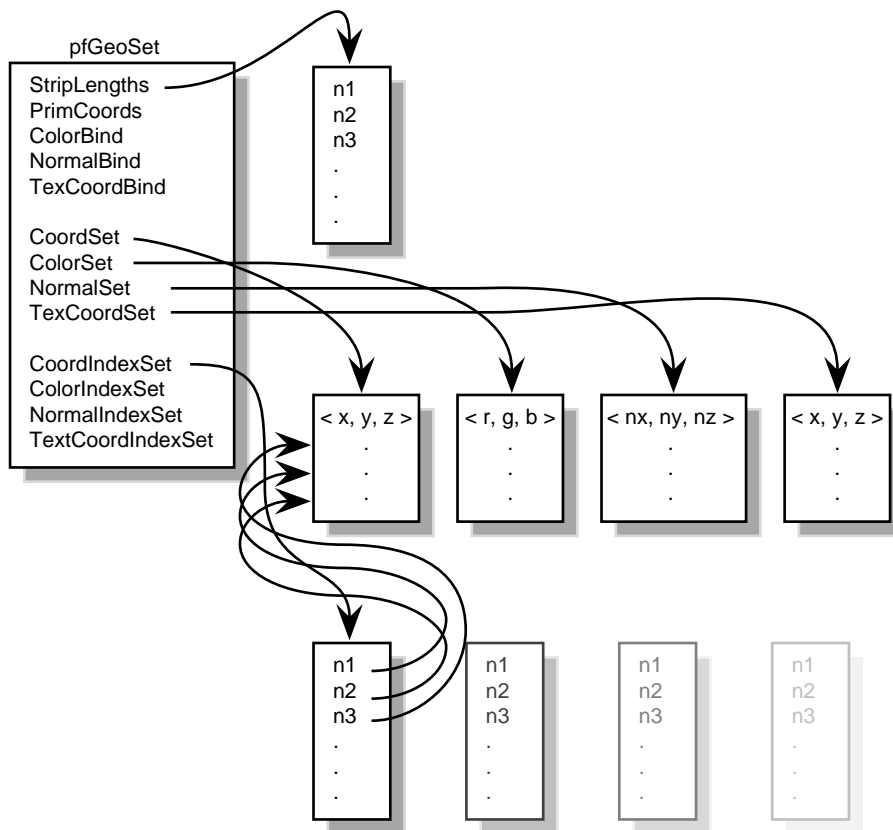 pfGeoSet
StripLengths
PrimCoords
ColorBind
NormalBind
TexCoordBind
CoordSet
ColorSet
NormalSet
TexCoordSet
CoordIndexSet
ColorIndexSet
NormalIndexSet
TextCoordIndexSet
n1
n2
n3
.
.
.
< x, y, z >
.
.
.
< r, g, b >
.
.
.
< nx, ny, nz >
.
.
.
< x, y, z >
.
.
.
n1
n2
n3
.
.
.
n1
n2
n3
.
.
.
n1
n2
n3
.
.
.
n1
n2
n3
.
.
.